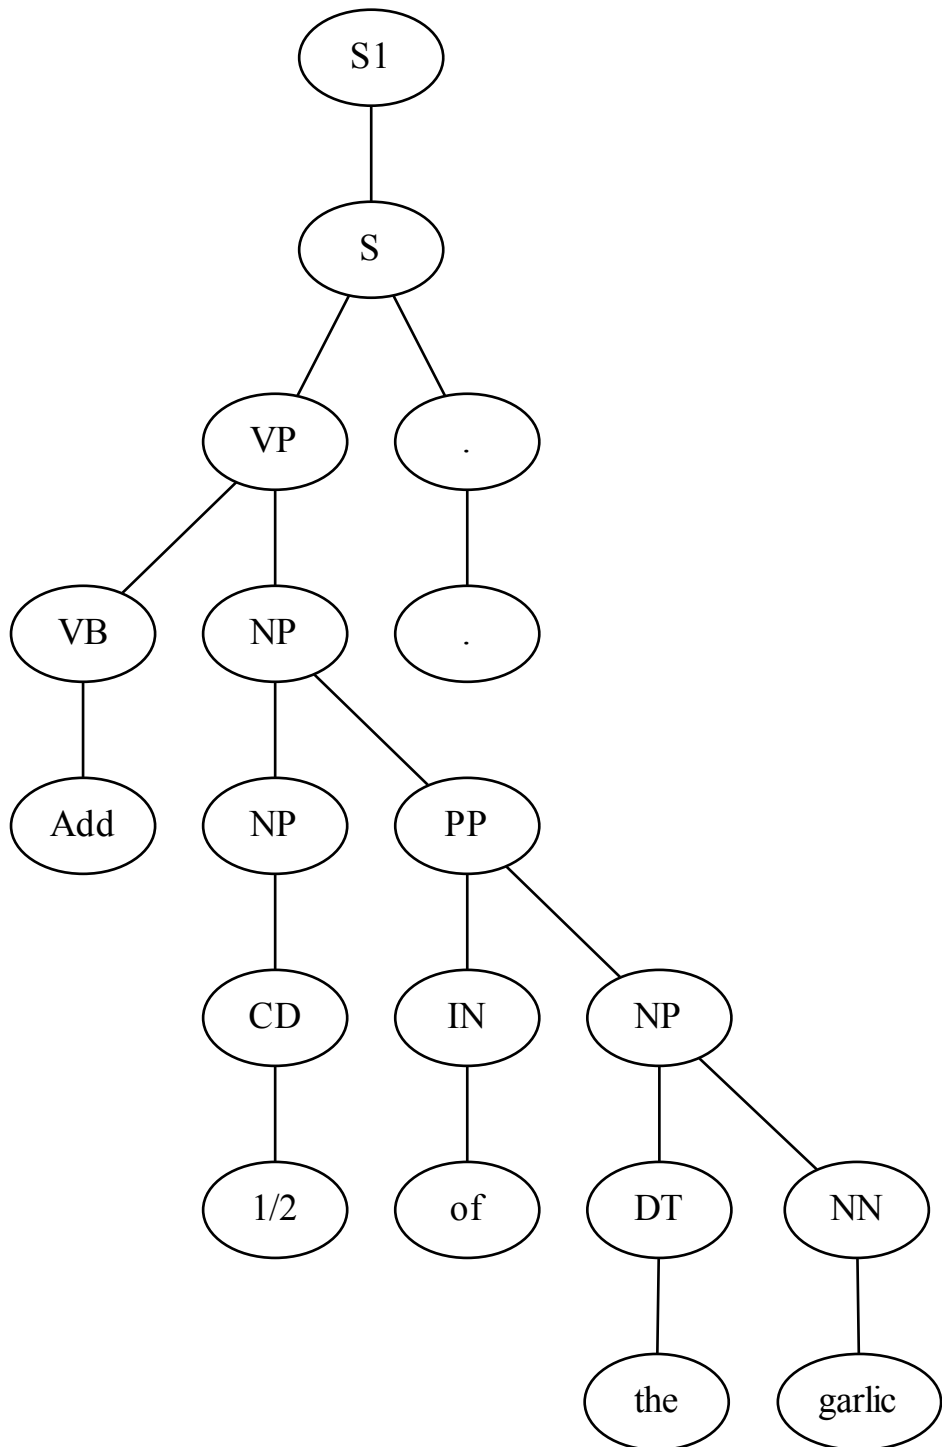 S1
S
VP .
VB NP .
Add NP PP
CD IN NP
1/2 of DT NN
the garlic